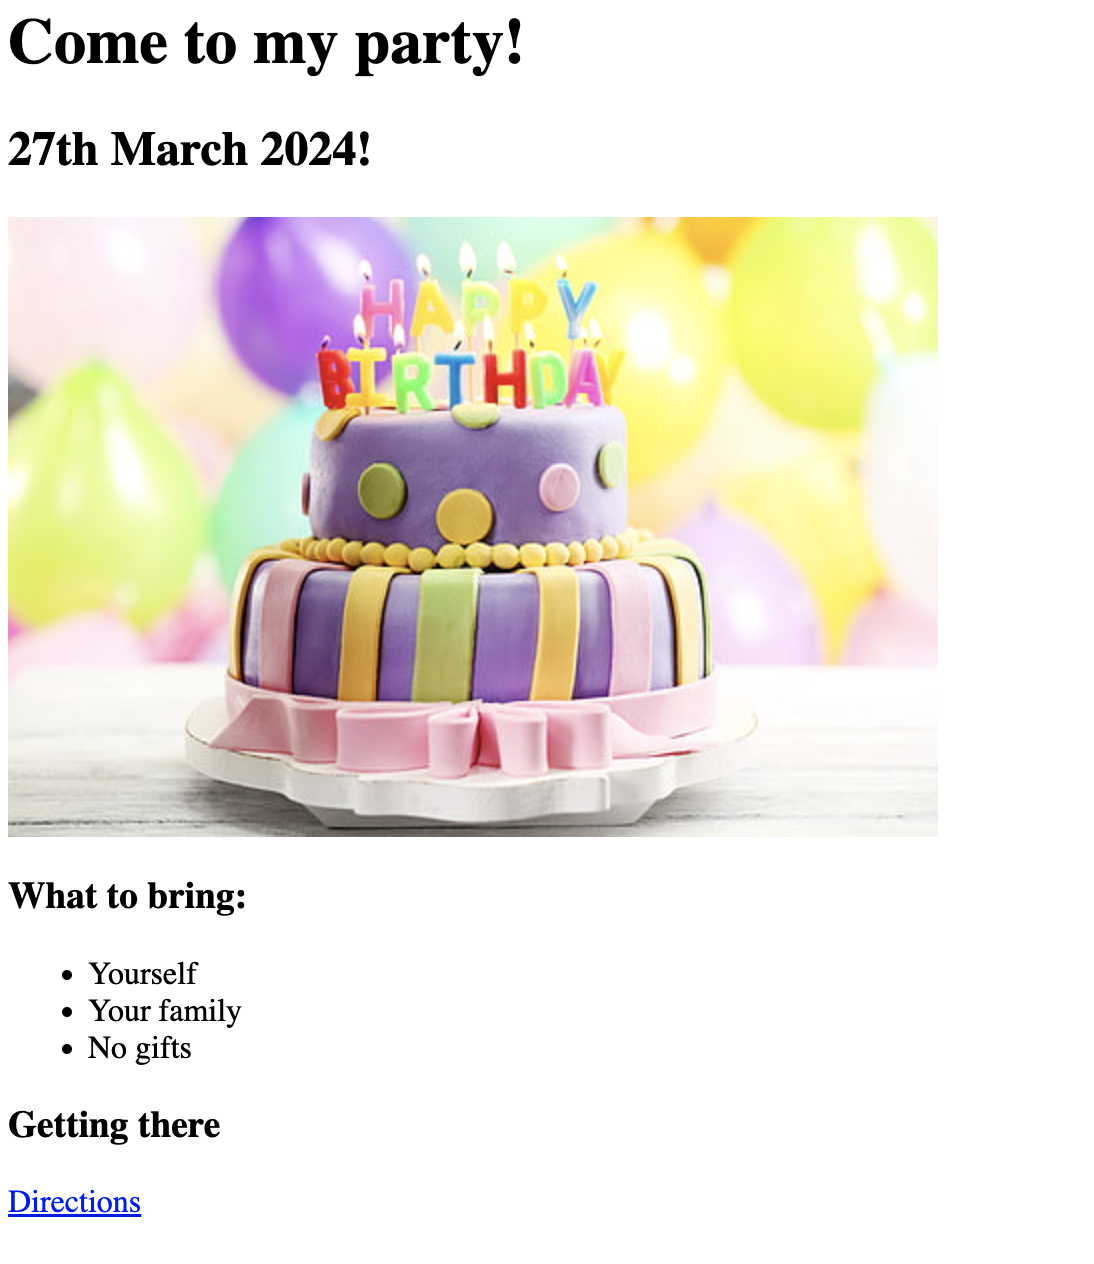 Come to my party!
27th March 2024!
HAPPY
BIRTHDAY
What to bring:
Yourself
Your family
No gifts
Getting there
Directions